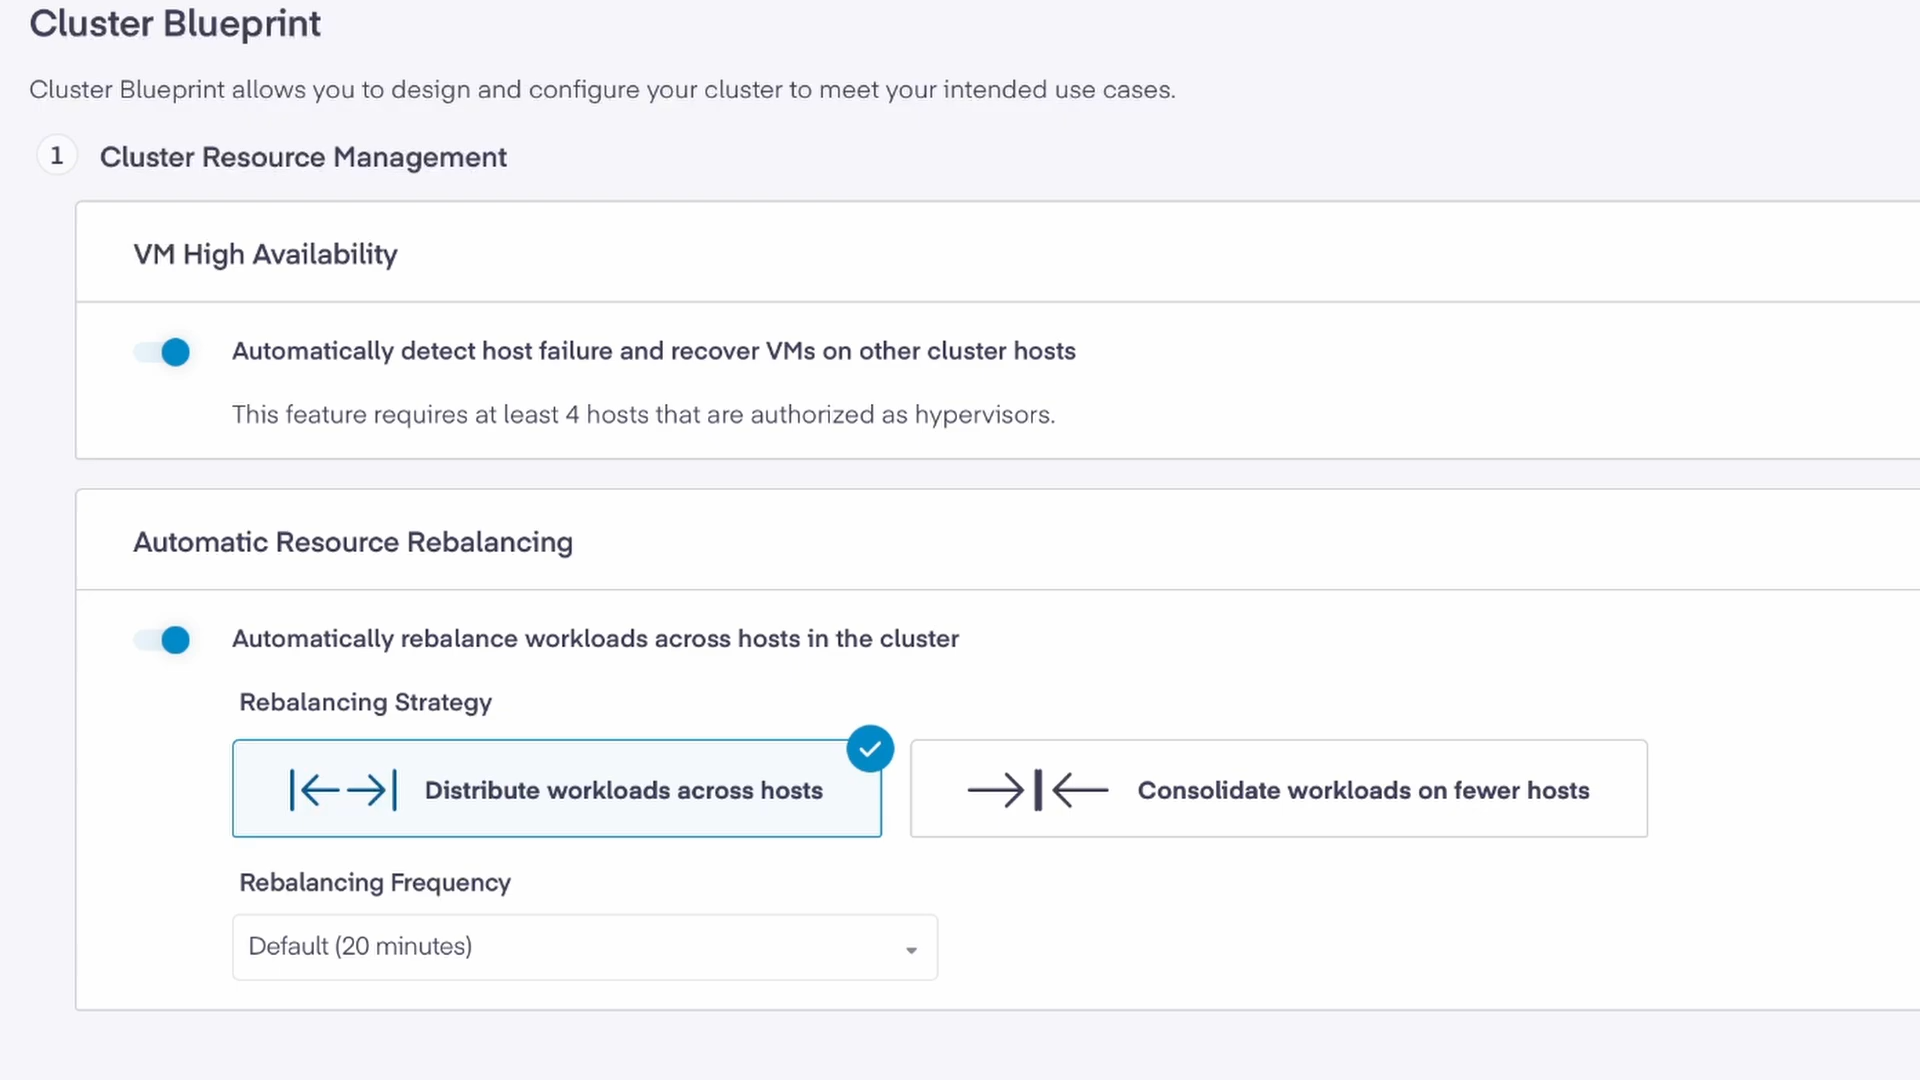 Cluster Blueprint
Cluster Blueprint allows you to design and configure your cluster to meet your intended use cases.
1 Cluster Resource Management
VM High Availability
Automatically detect host failure and recover VMs on other cluster hosts
This feature requires at least 4 hosts that are authorized as hypervisors.
Automatic Resource Rebalancing
Automatically rebalance workloads across hosts in the cluster
Rebalancing Strategy
Distribute workloads across hosts
Consolidate workloads on fewer hosts
Rebalancing Frequency
Default (20 minutes)